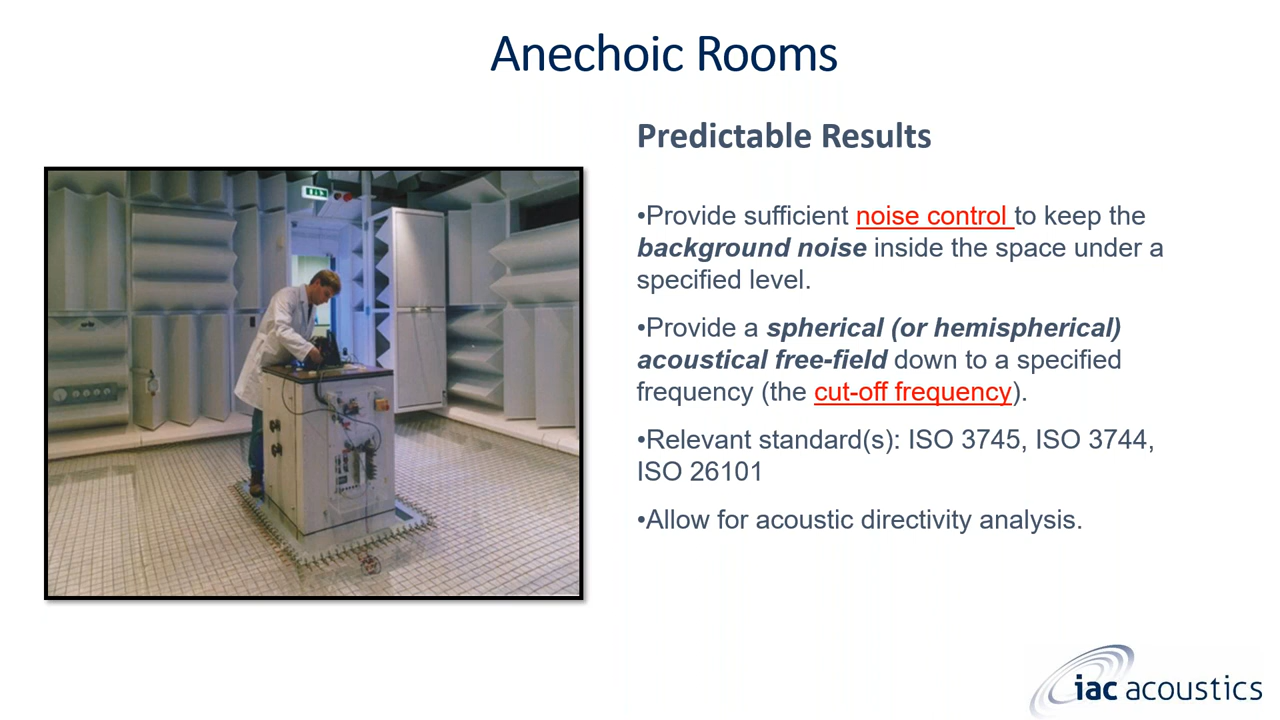 Anechoic Rooms
Predictable Results
•Provide sufficient noise control to keep the
background noise inside the space under a
specified level.
•Provide a spherical (or hemispherical)
acoustical free-field down to a specified
frequency (the cut-off frequency).
•Relevant standard(s): ISO 3745, ISO 3744,
ISO 26101
•Allow for acoustic directivity analysis.
iac acoustics